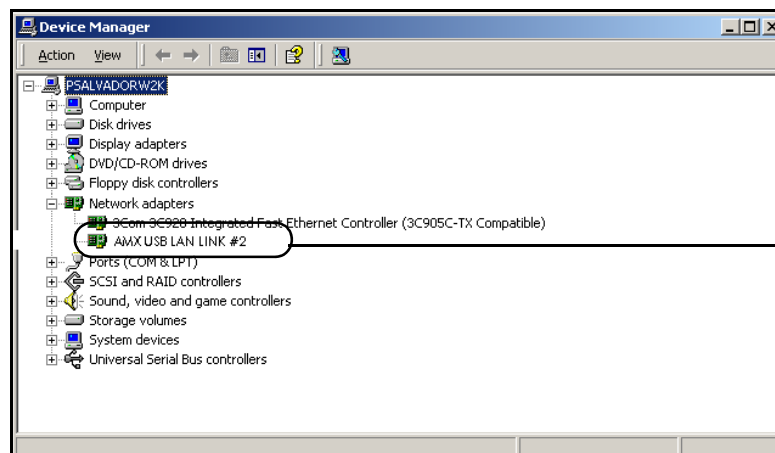 Device Manager
Action View
PSALVADORW2K
Computer
Disk drives
Display adapters
DVD/CD-ROM drives
Floppy disk controllers
Network adapters
3Com 3C920 Integrated Fast Ethernet Controller (3C905C-TX Compatible)
AMX USB LAN LINK #2
Ports (COM & LPT)
SCSI and RAID controllers
Sound, video and game controllers
Storage volumes
System devices
Universal Serial Bus controllers